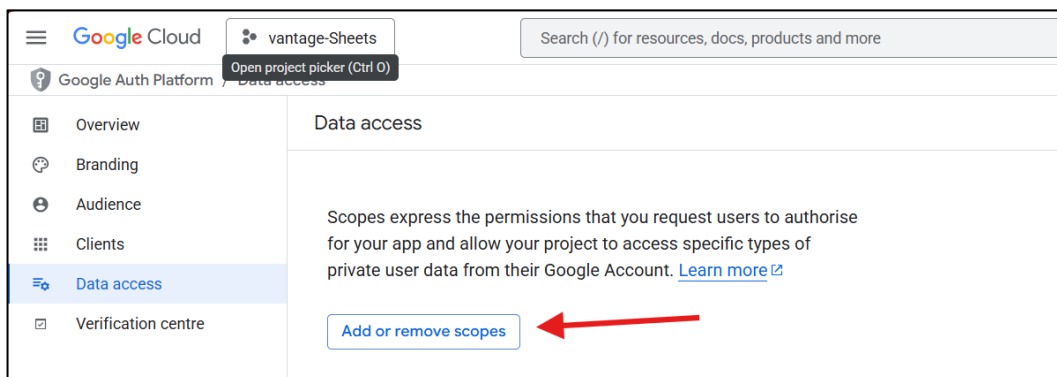 Google Cloud
vantage-Sheets
Search (/) for resources, docs, products and more
Open project picker (Ctrl O)
Google Auth Platform / Data access
Overview
Branding
Audience
Clients
Data access
Verification centre
Data access
Scopes express the permissions that you request users to authorise
for your app and allow your project to access specific types of
private user data from their Google Account. Learn more
Add or remove scopes